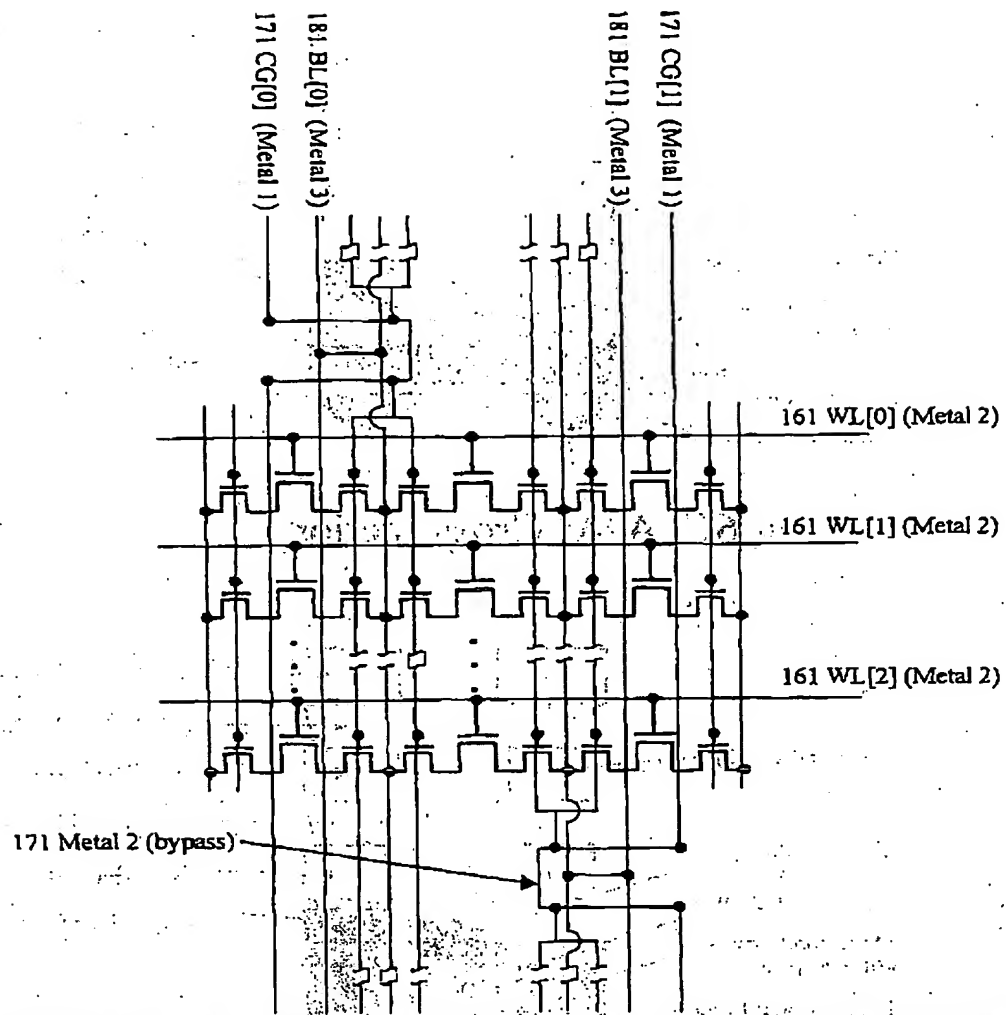 171 CG[0] (Metal 1)
181 BL[0] (Metal 3)
181 BL[1] (Metal 3)
171 CG[1] (Metal 1)
161 WL[0] (Metal 2)
161 WL[1] (Metal 2)
161 WL[2] (Metal 2)
171 Metal 2 (bypass)